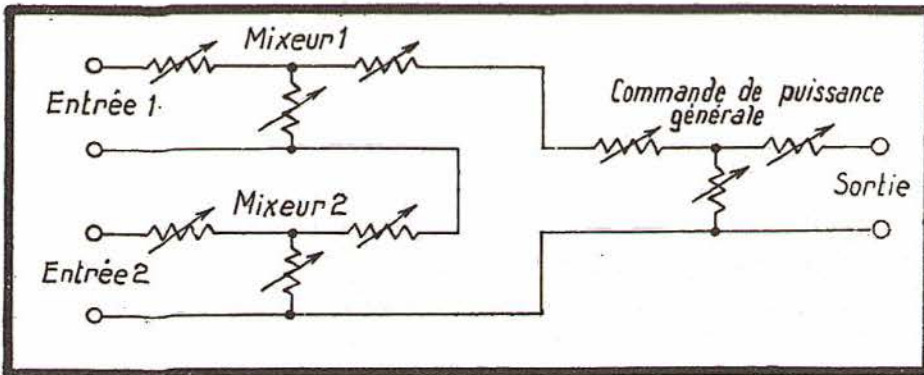 Mixeur 1
Entrée 1
Commande de puissance
générale
Sortie
Mixeur 2
Entrée 2